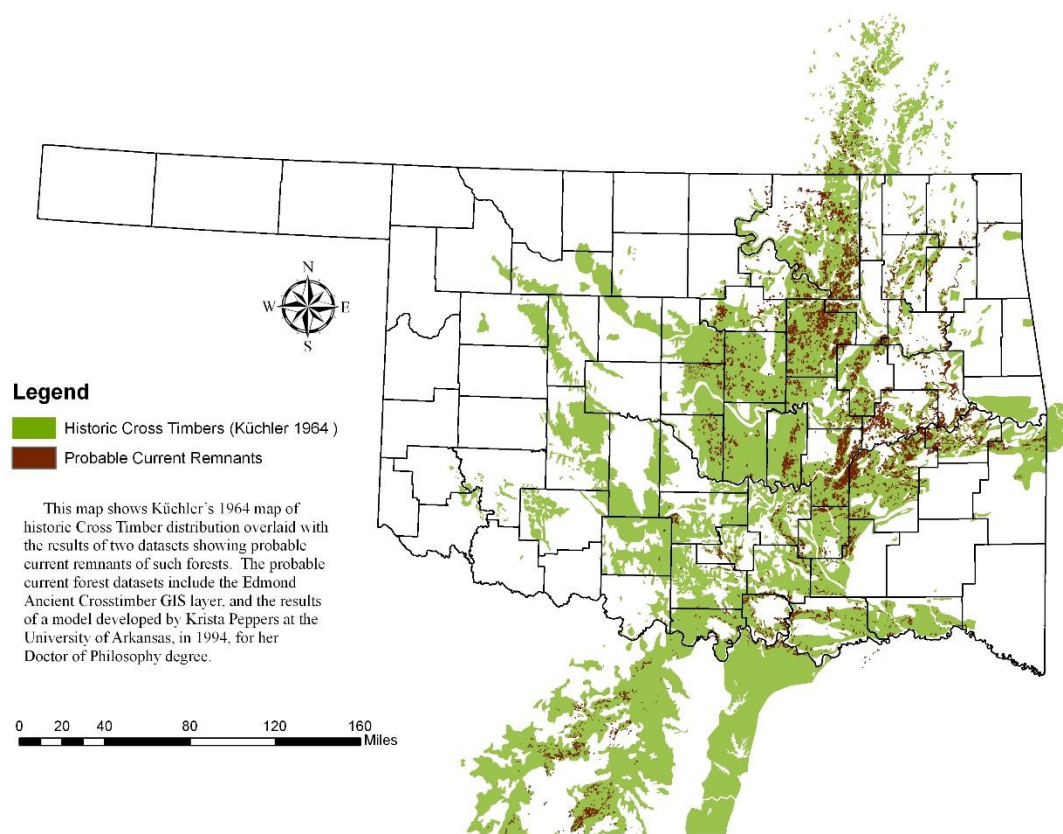 N
W
E
S
Legend
Historic Cross Timbers (Küchler 1964 )
Probable Current Remnants
This map shows Küchler's 1964 map of
historic Cross Timber distribution overlaid with
the results of two datasets showing probable
current remnants of such forests. The probable
current forest datasets include the Edmond
Ancient Crosstimber GIS layer, and the results
of a model developed by Krista Peppers at the
University of Arkansas, in 1994, for her
Doctor of Philosophy degree.
0 20 40 80 120 160
Miles